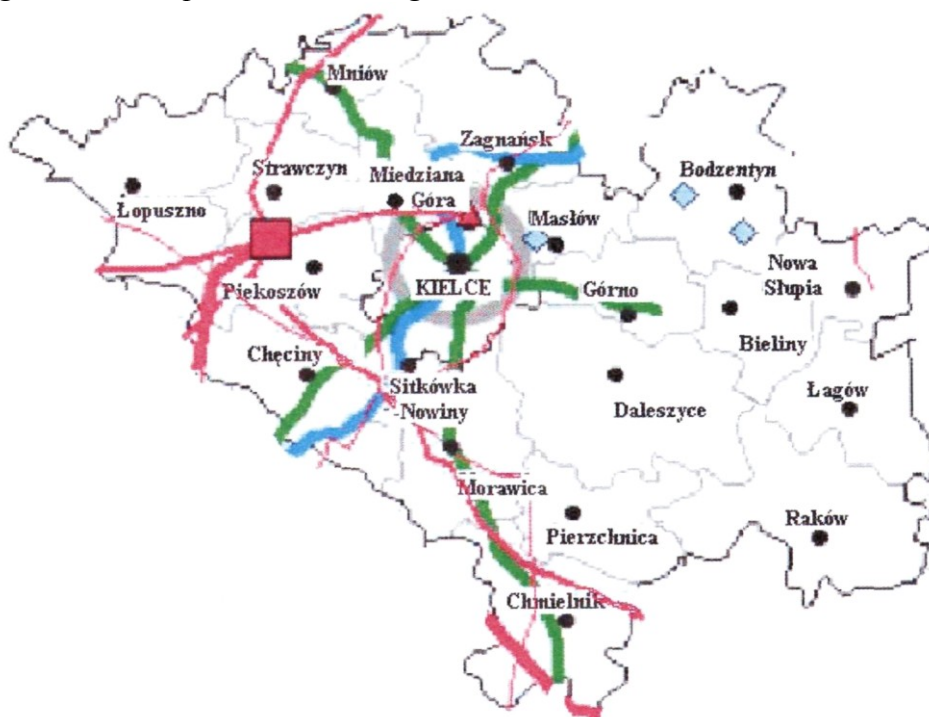 Mniów
Zagnańsk
Strawczyn
Miedziana
Góra
Bodzentyn
Łopuszno
Masłów
Nowa
Słupia
Piekoszów
KIELCE
Górno
Bieliny
Chęciny
Sitkówka
Nowiny
Daleszyce
Łagów
Morawica
Pierzchnica
Raków
Chmielnik